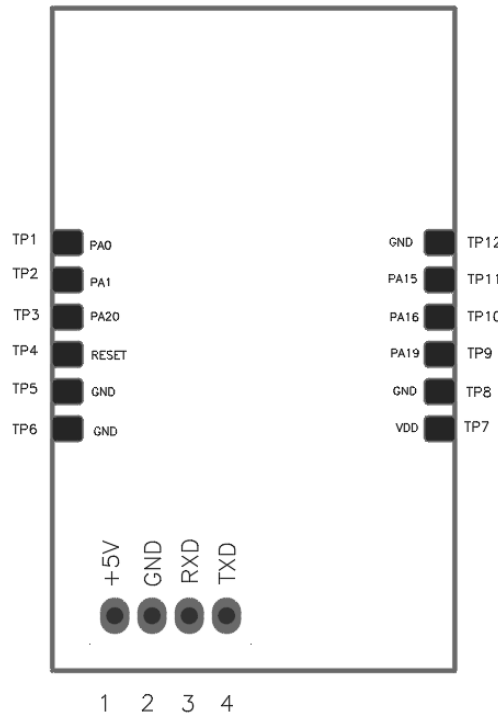 TP1 PA0 GND TP12
TP2 PA1 PA15 TP11
TP3 PA20 PA16 TP10
TP4 RESET PA19 TP9
TP5 GND GND TP8
TP6 GND VDD TP7
+5V GND RXD TXD
1 2 3 4